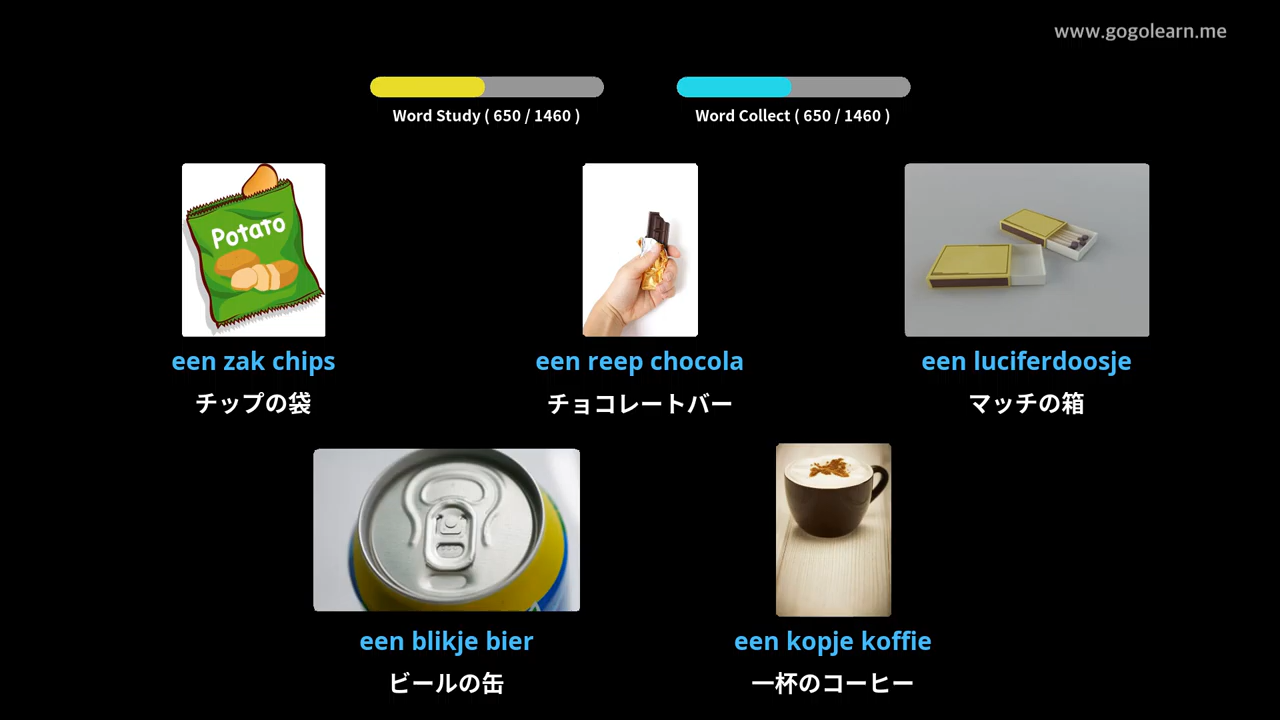 www.gogolearn.me
Word Study ( 650 / 1460 )
Word Collect ( 650 / 1460 )
Potato
een zak chips
チップの袋
een reep chocola
チョコレートバー
een luciferdoosje
マッチの箱
een blikje bier
ビールの缶
een kopje koffie
一杯のコーヒー